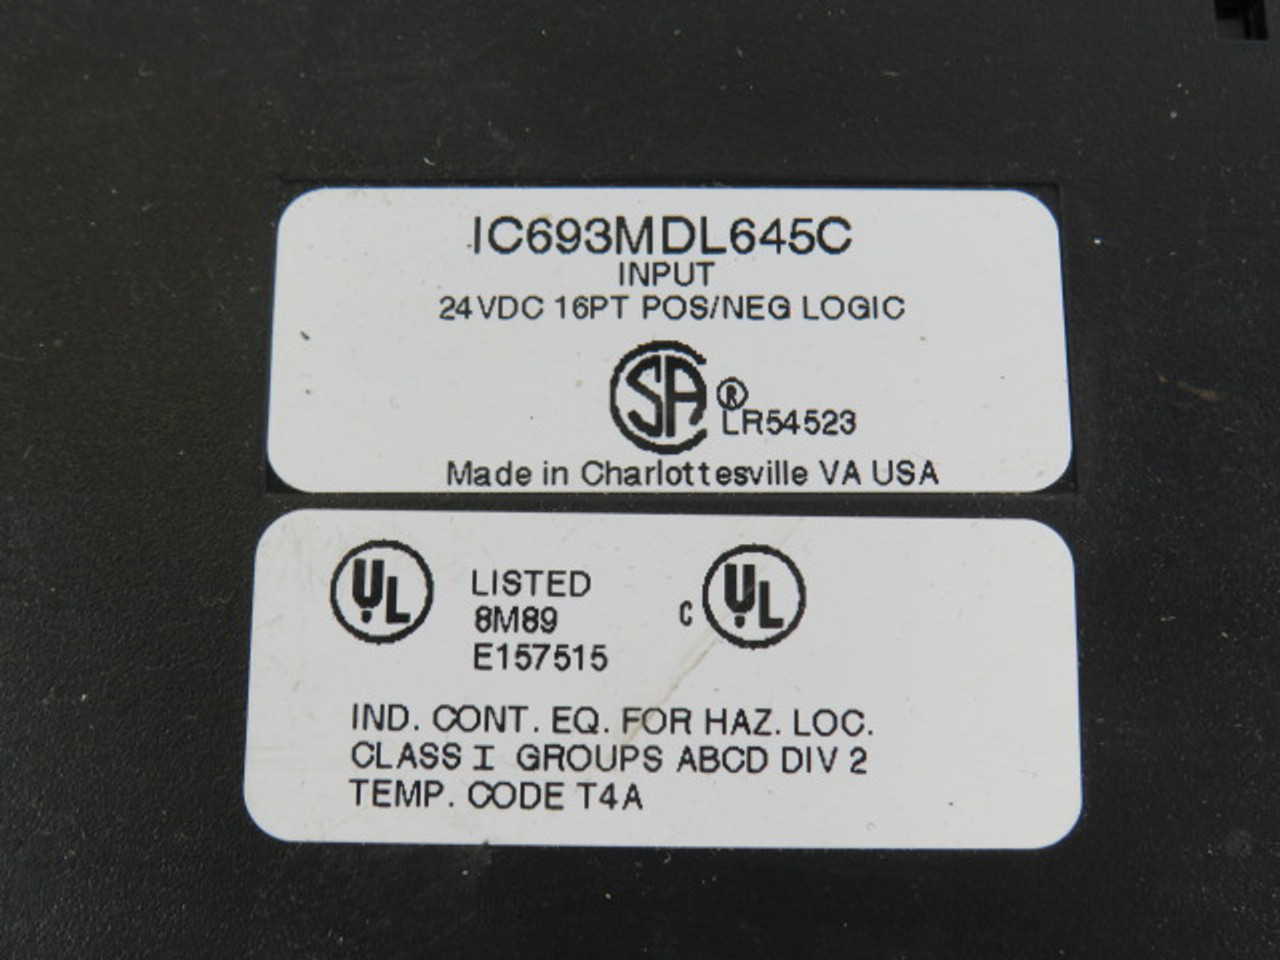 IC693MDL645C
INPUT
24VDC 16PT POS/NEG LOGIC
SA ®
LR54523
Made in Charlottesville VA USA
UL LISTED C UL
8M89
E157515
IND. CONT. EQ. FOR HAZ. LOC.
CLASS I GROUPS ABCD DIV 2
TEMP. CODE T4A